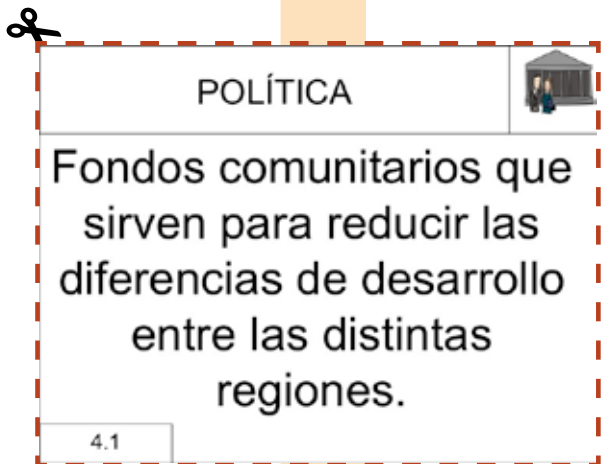 POLÍTICA
Fondos comunitarios que
sirven para reducir las
diferencias de desarrollo
entre las distintas
regiones.
4.1